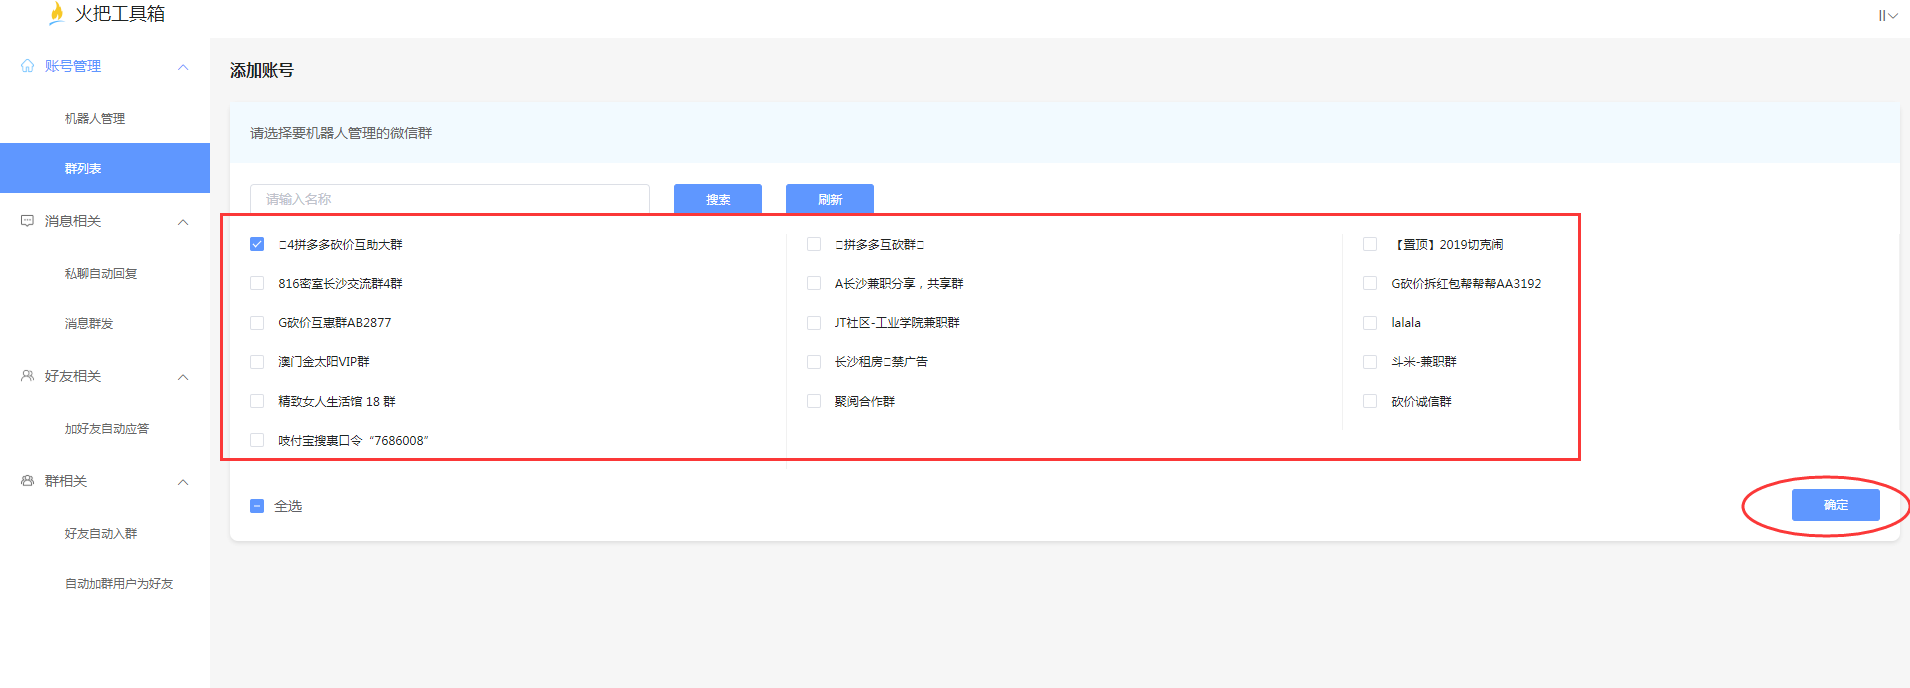 火把工具箱
账号管理
机器人管理
群列表
消息相关
私聊自动回复
消息群发
好友相关
加好友自动应答
群相关
好友自动入群
自动加群用户为好友
添加账号
请选择要机器人管理的微信群
请输入名称
搜索
刷新
4拼多多砍价互助大群
拼多多互砍群
【置顶】2019切克闹
816密室长沙交流群4群
A长沙兼职分享，共享群
G砍价拆红包帮帮帮AA3192
G砍价互惠群AB2877
JT社区-工业学院兼职群
lalala
澳门金太阳VIP群
长沙租房禁广告
斗米-兼职群
精致女人生活馆 18 群
聚阅合作群
砍价诚信群
吱付宝搜裏口令“7686008”
全选
确定